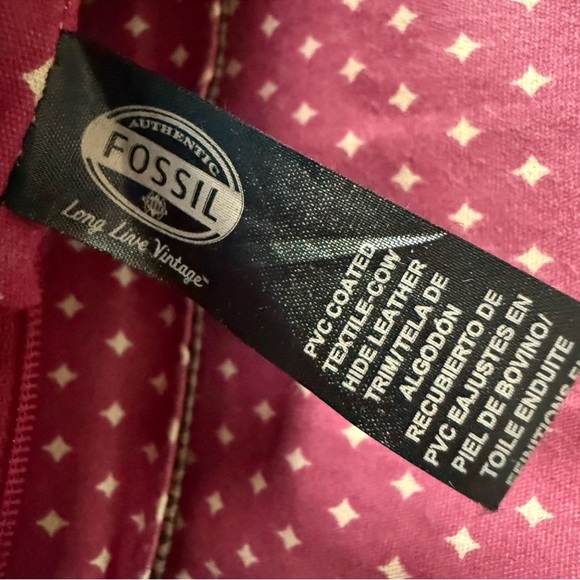 AUTHENTIC
FOSSIL
Long Live Vintage™
PVC COATED
TEXTILE-COW
HIDE LEATHER
TRIM/TELA DE
ALGODÓN
RECUBIERTO DE
PVC EAJUSTES EN
PIEL DE BOVINO/
TOILE ENDUITE